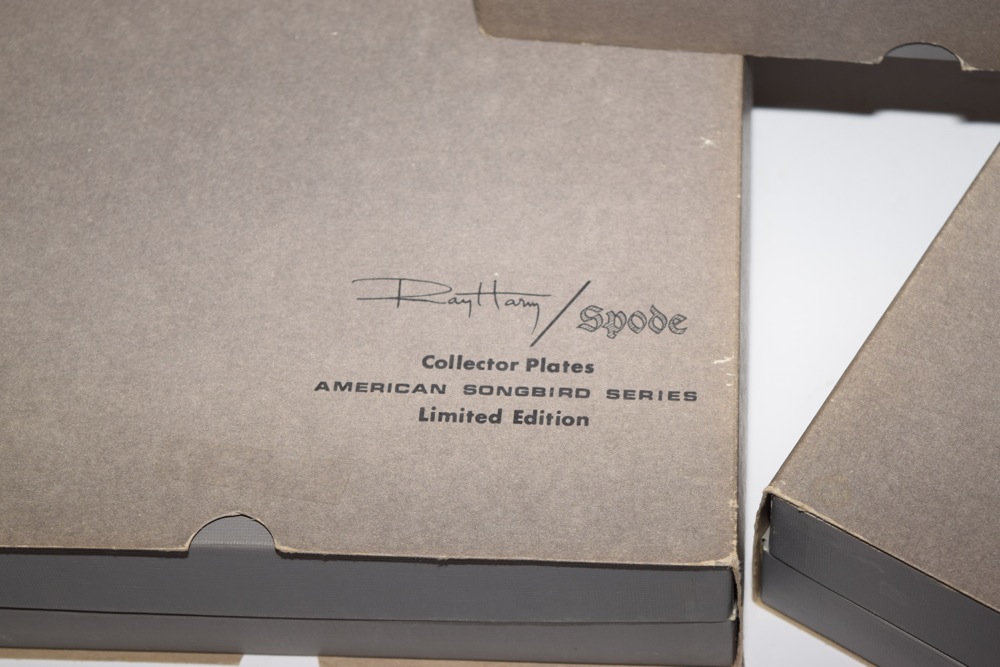 Ray Harm / Spode
Collector Plates
AMERICAN SONGBIRD SERIES
Limited Edition